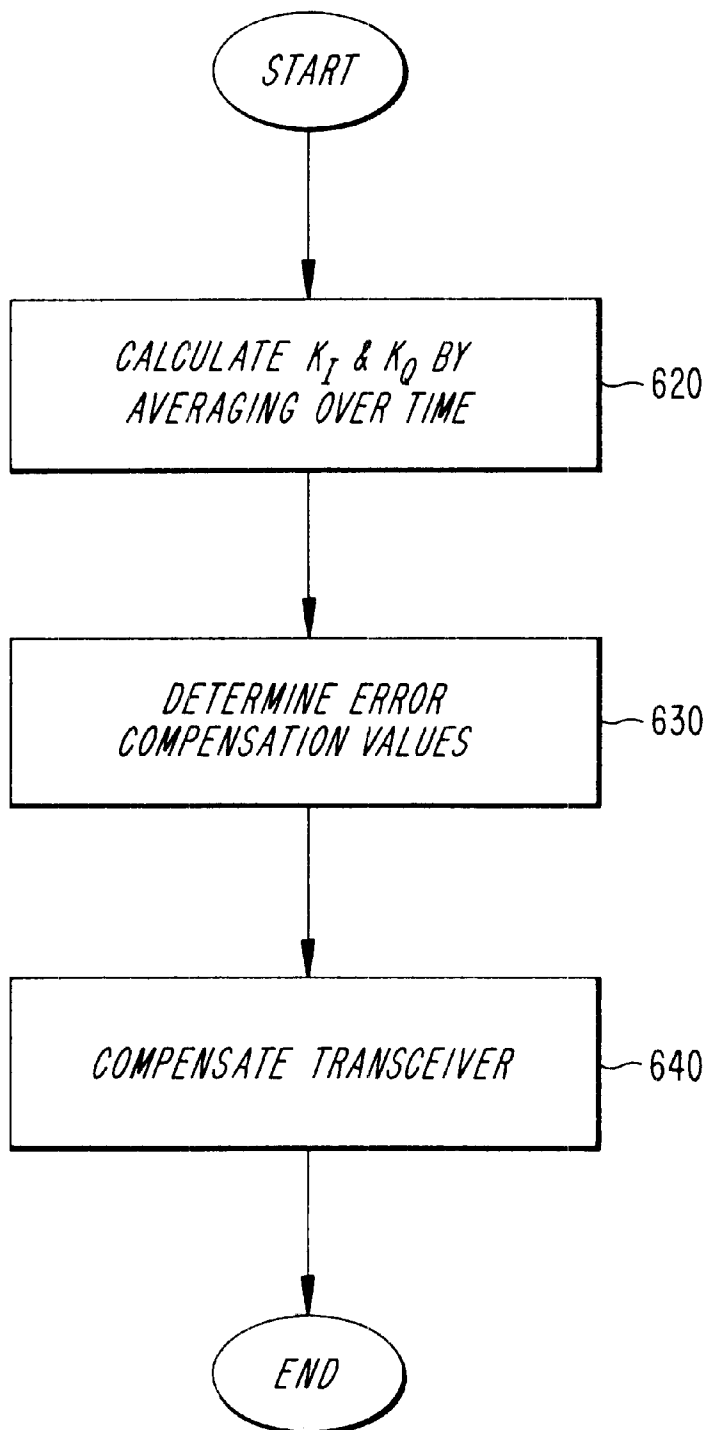 START
CALCULATE K_I & K_Q BY
AVERAGING OVER TIME
620
DETERMINE ERROR
COMPENSATION VALUES
630
COMPENSATE TRANSCEIVER
640
END